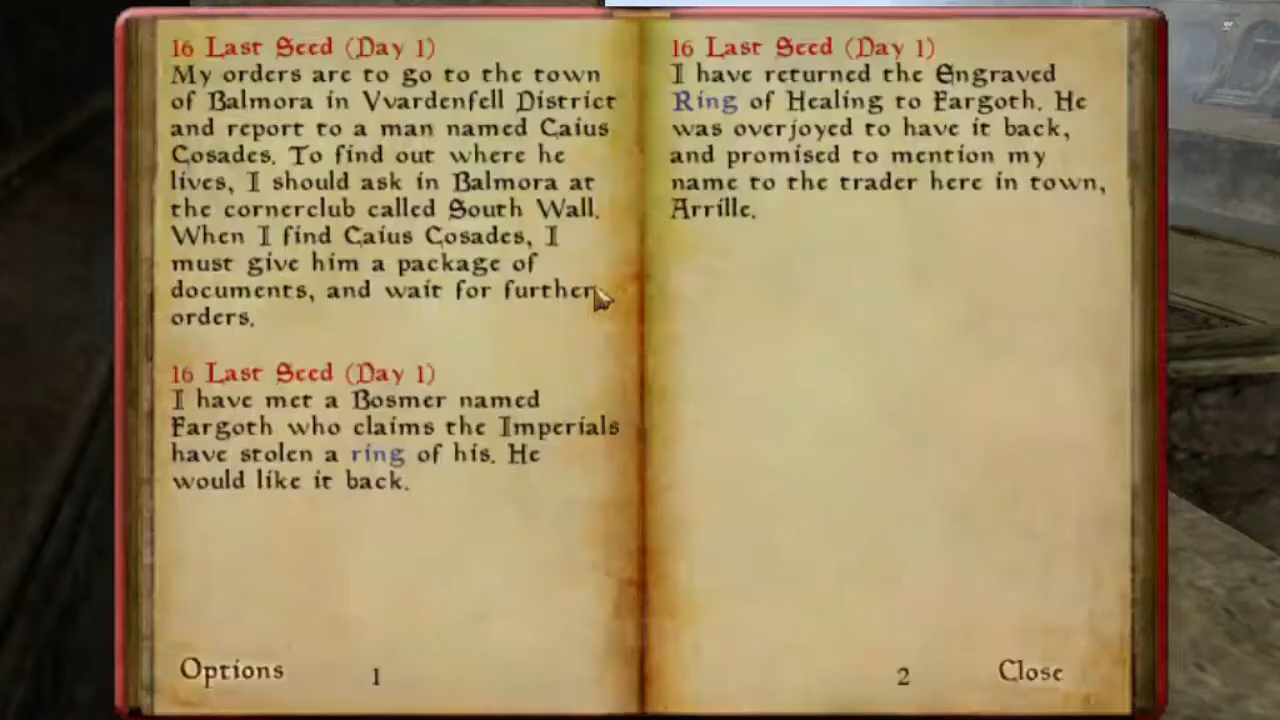 16 Last Seed (Day 1)
My orders are to go to the town
of Balmora in Vvardenfell District
and report to a man named Caius
Cosades. To find out where he
lives, I should ask in Balmora at
the cornerclub called South Wall.
When I find Caius Cosades, I
must give him a package of
documents, and wait for further
orders.
16 Last Seed (Day 1)
I have met a Bosmer named
Fargoth who claims the Imperials
have stolen a ring of his. He
would like it back.
Options
1
16 Last Seed (Day 1)
I have returned the Engraved
Ring of Healing to Fargoth. He
was overjoyed to have it back,
and promised to mention my
name to the trader here in town,
Arrille.
2
Close